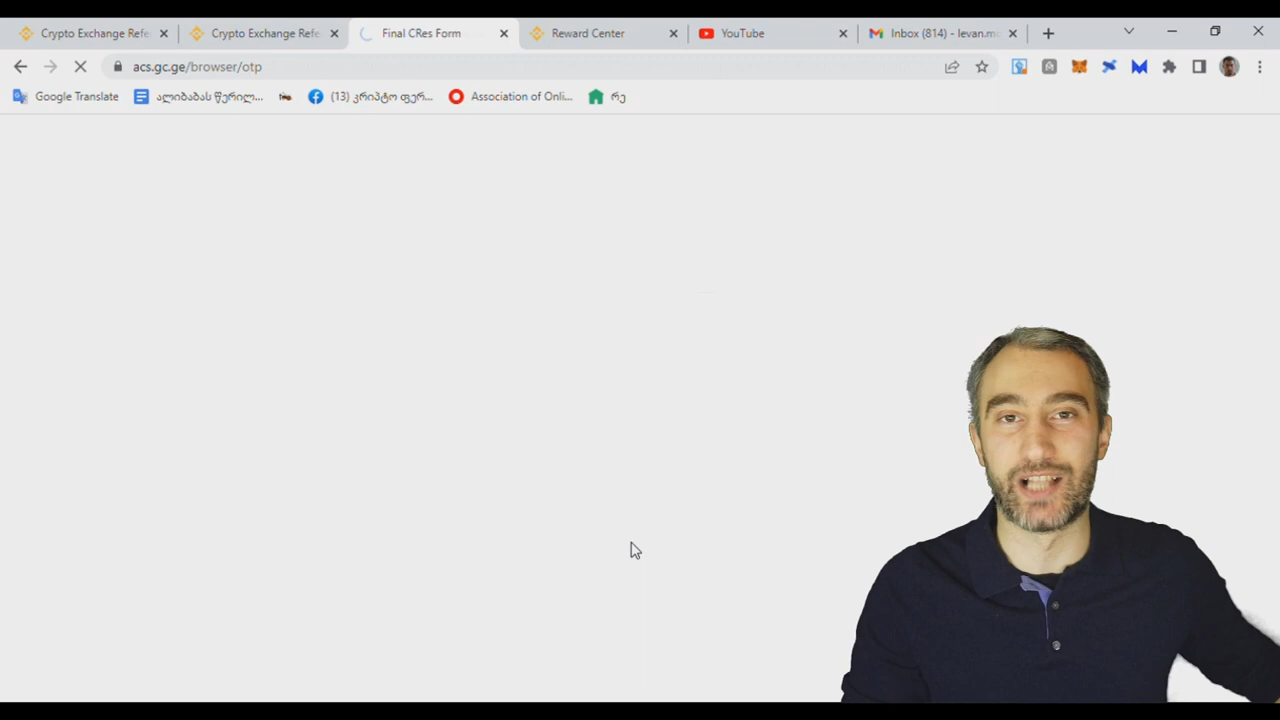 Crypto Exchange Refe
Crypto Exchange Refe
Final CRes Form
Reward Center
YouTube
Inbox (814) - levan.mc
acs.gc.ge/browser/otp
Google Translate
ალიბაბას წერილ...
(13) კრიპტო ფერ...
Association of Onli...
რე